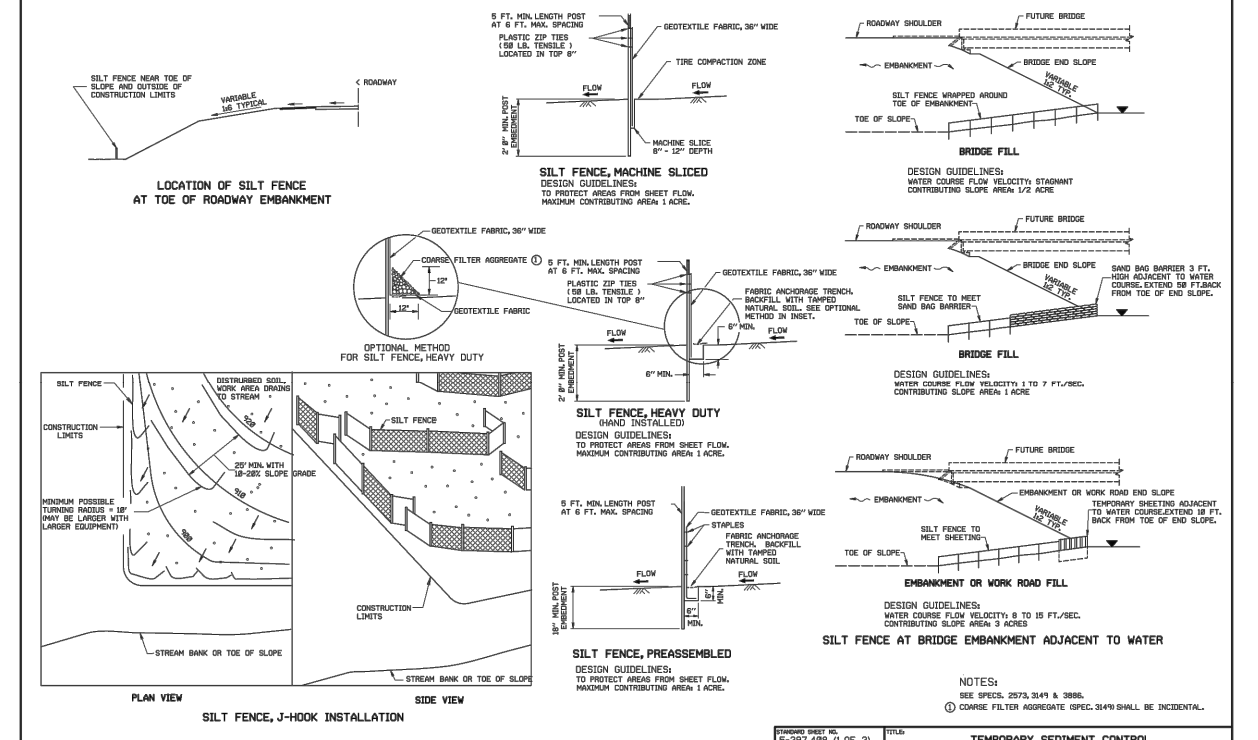 SILT FENCE NEAR TOE OF
SLOPE AND OUTSIDE OF
CONSTRUCTION LIMITS
VARIABLE
1:6 TYPICAL
ROADWAY
LOCATION OF SILT FENCE
AT TOE OF ROADWAY EMBANKMENT
5 FT. MIN. LENGTH POST
AT 6 FT. MAX. SPACING
PLASTIC ZIP TIES
(50 LB. TENSILE )
LOCATED IN TOP 8"
GEOTEXTILE FABRIC, 36" WIDE
TIRE COMPACTION ZONE
FLOW
FLOW
2' 0" MIN. POST
EMBEDMENT
MACHINE SLICE
8" - 12" DEPTH
SILT FENCE, MACHINE SLICED
DESIGN GUIDELINES:
TO PROTECT AREAS FROM SHEET FLOW.
MAXIMUM CONTRIBUTING AREA: 1 ACRE.
ROADWAY SHOULDER
FUTURE BRIDGE
EMBANKMENT
BRIDGE END SLOPE
VARIABLE
1:2 TYP.
SILT FENCE WRAPPED AROUND
TOE OF EMBANKMENT
TOE OF SLOPE
BRIDGE FILL
DESIGN GUIDELINES:
WATER COURSE FLOW VELOCITY: STAGNANT
CONTRIBUTING SLOPE AREA: 1/2 ACRE
GEOTEXTILE FABRIC, 36" WIDE
COARSE FILTER AGGREGATE ①
12"
12"
GEOTEXTILE FABRIC
OPTIONAL METHOD
FOR SILT FENCE, HEAVY DUTY
5 FT. MIN. LENGTH POST
AT 6 FT. MAX. SPACING
PLASTIC ZIP TIES
(50 LB. TENSILE )
LOCATED IN TOP 8"
GEOTEXTILE FABRIC, 36" WIDE
FABRIC ANCHORAGE TRENCH.
BACKFILL WITH TAMPED
NATURAL SOIL. SEE OPTIONAL
METHOD IN INSET.
FLOW
6" MIN.
FLOW
6" MIN.
2' 0" MIN. POST
EMBEDMENT
SILT FENCE, HEAVY DUTY
(HAND INSTALLED)
DESIGN GUIDELINES:
TO PROTECT AREAS FROM SHEET FLOW.
MAXIMUM CONTRIBUTING AREA: 1 ACRE.
ROADWAY SHOULDER
FUTURE BRIDGE
EMBANKMENT
BRIDGE END SLOPE
VARIABLE
1:2 TYP.
SAND BAG BARRIER 3 FT.
HIGH ADJACENT TO WATER
COURSE. EXTEND 50 FT. BACK
FROM TOE OF END SLOPE.
SILT FENCE TO MEET
SAND BAG BARRIER
TOE OF SLOPE
BRIDGE FILL
DESIGN GUIDELINES:
WATER COURSE FLOW VELOCITY: 1 TO 7 FT./SEC.
CONTRIBUTING SLOPE AREA: 1 ACRE
SILT FENCE
DISTRURBED SOIL,
WORK AREA DRAINS
TO STREAM
920
CONSTRUCTION
LIMITS
25' MIN. WITH
10-20% SLOPE GRADE
910
MINIMUM POSSIBLE
TURNING RADIUS = 10'
(MAY BE LARGER WITH
LARGER EQUIPMENT)
900
STREAM BANK OR TOE OF SLOPE
PLAN VIEW
SILT FENCE
CONSTRUCTION
LIMITS
STREAM BANK OR TOE OF SLOPE
SIDE VIEW
SILT FENCE, J-HOOK INSTALLATION
5 FT. MIN. LENGTH POST
AT 6 FT. MAX. SPACING
GEOTEXTILE FABRIC, 36" WIDE
STAPLES
FABRIC ANCHORAGE
TRENCH. BACKFILL
WITH TAMPED
NATURAL SOIL
FLOW
FLOW
6"
MIN.
6"
MIN.
18" MIN. POST
EMBEDMENT
SILT FENCE, PREASSEMBLED
DESIGN GUIDELINES:
TO PROTECT AREAS FROM SHEET FLOW.
MAXIMUM CONTRIBUTING AREA: 1 ACRE.
ROADWAY SHOULDER
FUTURE BRIDGE
EMBANKMENT
EMBANKMENT OR WORK ROAD END SLOPE
VARIABLE
1:2 TYP.
TEMPORARY SHEETING ADJACENT
TO WATER COURSE. EXTEND 10 FT.
BACK FROM TOE OF END SLOPE.
SILT FENCE TO
MEET SHEETING
TOE OF SLOPE
EMBANKMENT OR WORK ROAD FILL
DESIGN GUIDELINES:
WATER COURSE FLOW VELOCITY: 8 TO 15 FT./SEC.
CONTRIBUTING SLOPE AREA: 3 ACRES
SILT FENCE AT BRIDGE EMBANKMENT ADJACENT TO WATER
NOTES:
SEE SPECS. 2573, 3149 & 3886.
① COARSE FILTER AGGREGATE (SPEC. 3149) SHALL BE INCIDENTAL.
STANDARD SHEET NO.
5-297.408 (1 OF 3)
TITLE:
TEMPORARY SEDIMENT CONTROL